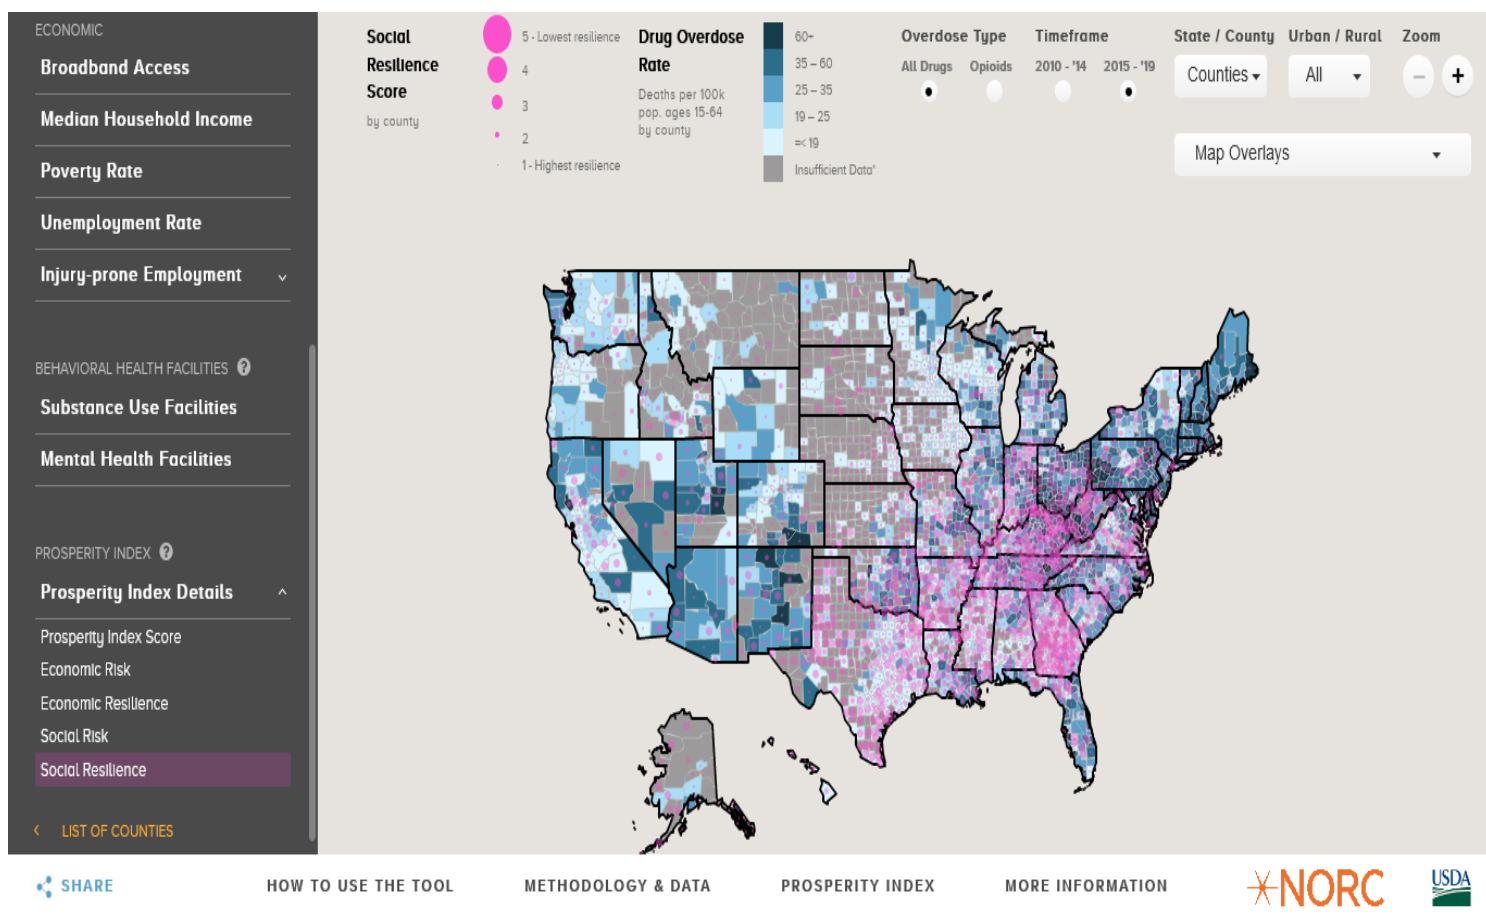 ECONOMIC
Broadband Access
Median Household Income
Poverty Rate
Unemployment Rate
Injury-prone Employment
BEHAVIORAL HEALTH FACILITIES ?
Substance Use Facilities
Mental Health Facilities
PROSPERITY INDEX ?
Prosperity Index Details
Prosperity Index Score
Economic Risk
Economic Resilience
Social Risk
Social Resilience
LIST OF COUNTIES
Social
Resilience
Score
by county
5 - Lowest resilience
4
3
2
1 - Highest resilience
Drug Overdose
Rate
Deaths per 100k
pop. ages 15-64
by county
60+
35 – 60
25 – 35
19 – 25
=< 19
Insufficient Data*
Overdose Type
All Drugs Opioids
Timeframe
2010 - '14 2015 - '19
State / County
Counties
Urban / Rural
All
Zoom
− +
Map Overlays
SHARE
HOW TO USE THE TOOL
METHODOLOGY & DATA
PROSPERITY INDEX
MORE INFORMATION
NORC
USDA